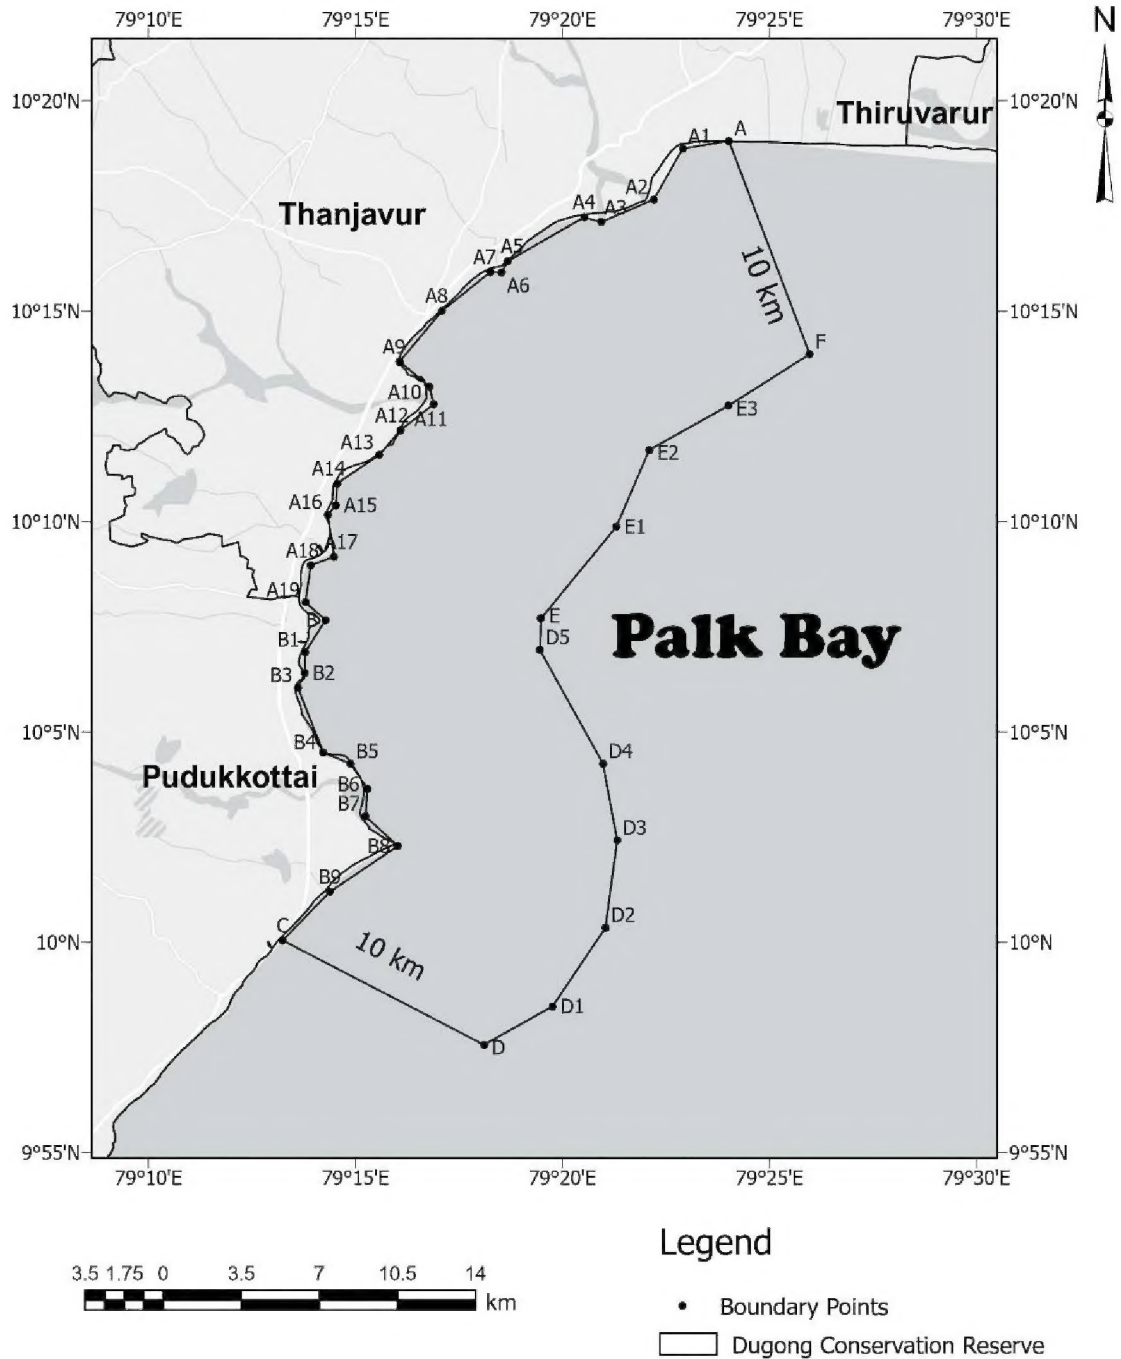 79°10'E 79°15'E 79°20'E 79°25'E 79°30'E
N
10°20'N 10°20'N
Thiruvarur
A1 A
A2
A4 A3
Thanjavur
A5
A7
A6
10 km
A8
10°15'N 10°15'N
F
A9
A10
E3
A12 A11
A13
E2
A14
A16 A15
10°10'N E1 10°10'N
A18 A17
A19
B E
Palk Bay
B1 D5
B3 B2
10°5'N 10°5'N
B4 B5 D4
Pudukkottai
B6
B7
D3
B8
B9
C D2
10°N 10 km 10°N
D1
D
9°55'N 9°55'N
79°10'E 79°15'E 79°20'E 79°25'E 79°30'E
Legend
3.5 1.75 0 3.5 7 10.5 14
km
Boundary Points
Dugong Conservation Reserve